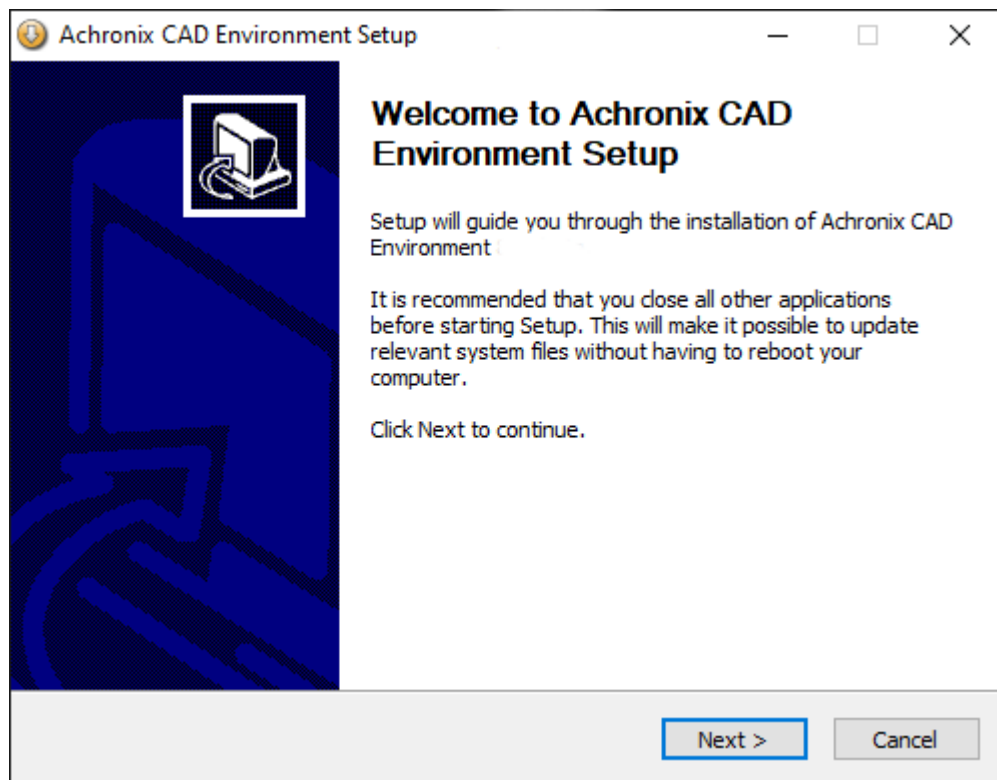 Achronix CAD Environment Setup
Welcome to Achronix CAD
Environment Setup
Setup will guide you through the installation of Achronix CAD
Environment
It is recommended that you close all other applications
before starting Setup. This will make it possible to update
relevant system files without having to reboot your
computer.
Click Next to continue.
Next >
Cancel